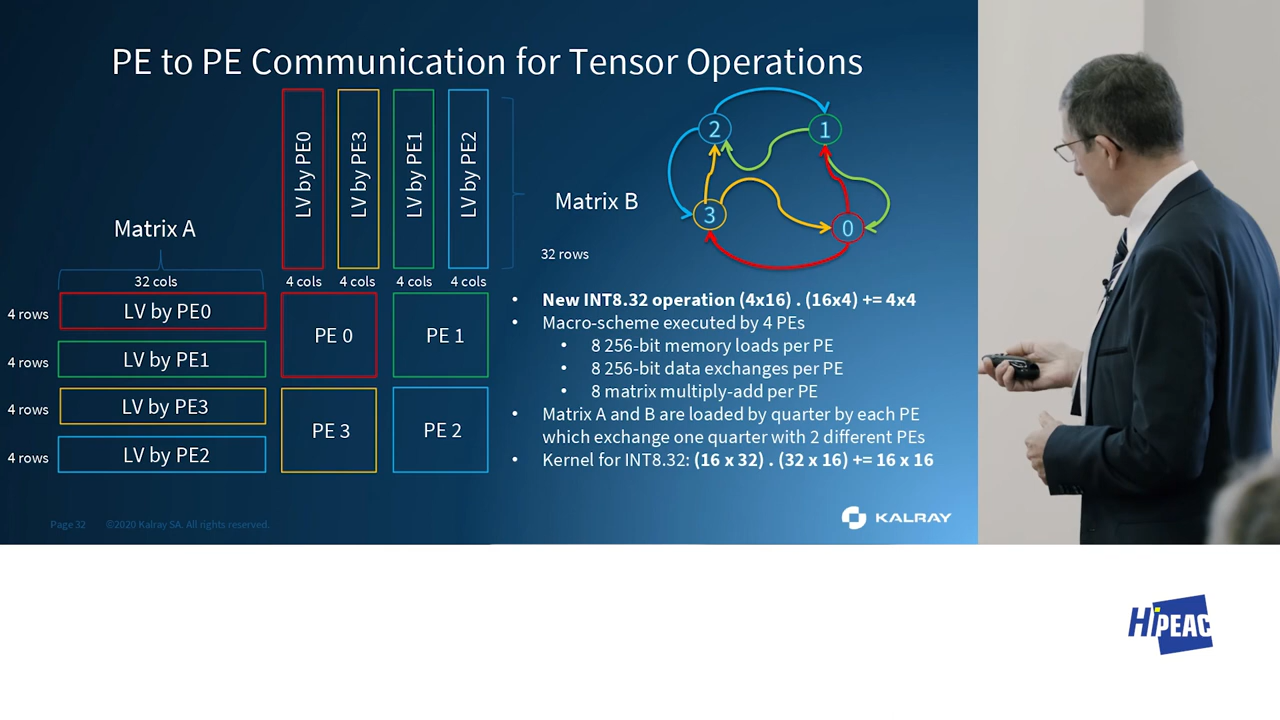 PE to PE Communication for Tensor Operations
LV by PE0
LV by PE3
LV by PE1
LV by PE2
Matrix B
32 rows
2
1
3
0
Matrix A
32 cols
4 cols
4 cols
4 cols
4 cols
4 rows
LV by PE0
4 rows
LV by PE1
4 rows
LV by PE3
4 rows
LV by PE2
PE 0
PE 1
PE 3
PE 2
• New INT8.32 operation (4x16) . (16x4) += 4x4
• Macro-scheme executed by 4 PEs
• 8 256-bit memory loads per PE
• 8 256-bit data exchanges per PE
• 8 matrix multiply-add per PE
• Matrix A and B are loaded by quarter by each PE
which exchange one quarter with 2 different PEs
• Kernel for INT8.32: (16 x 32) . (32 x 16) += 16 x 16
Page 32 ©2020 Kalray SA. All rights reserved.
KALRAY
HiPEAC